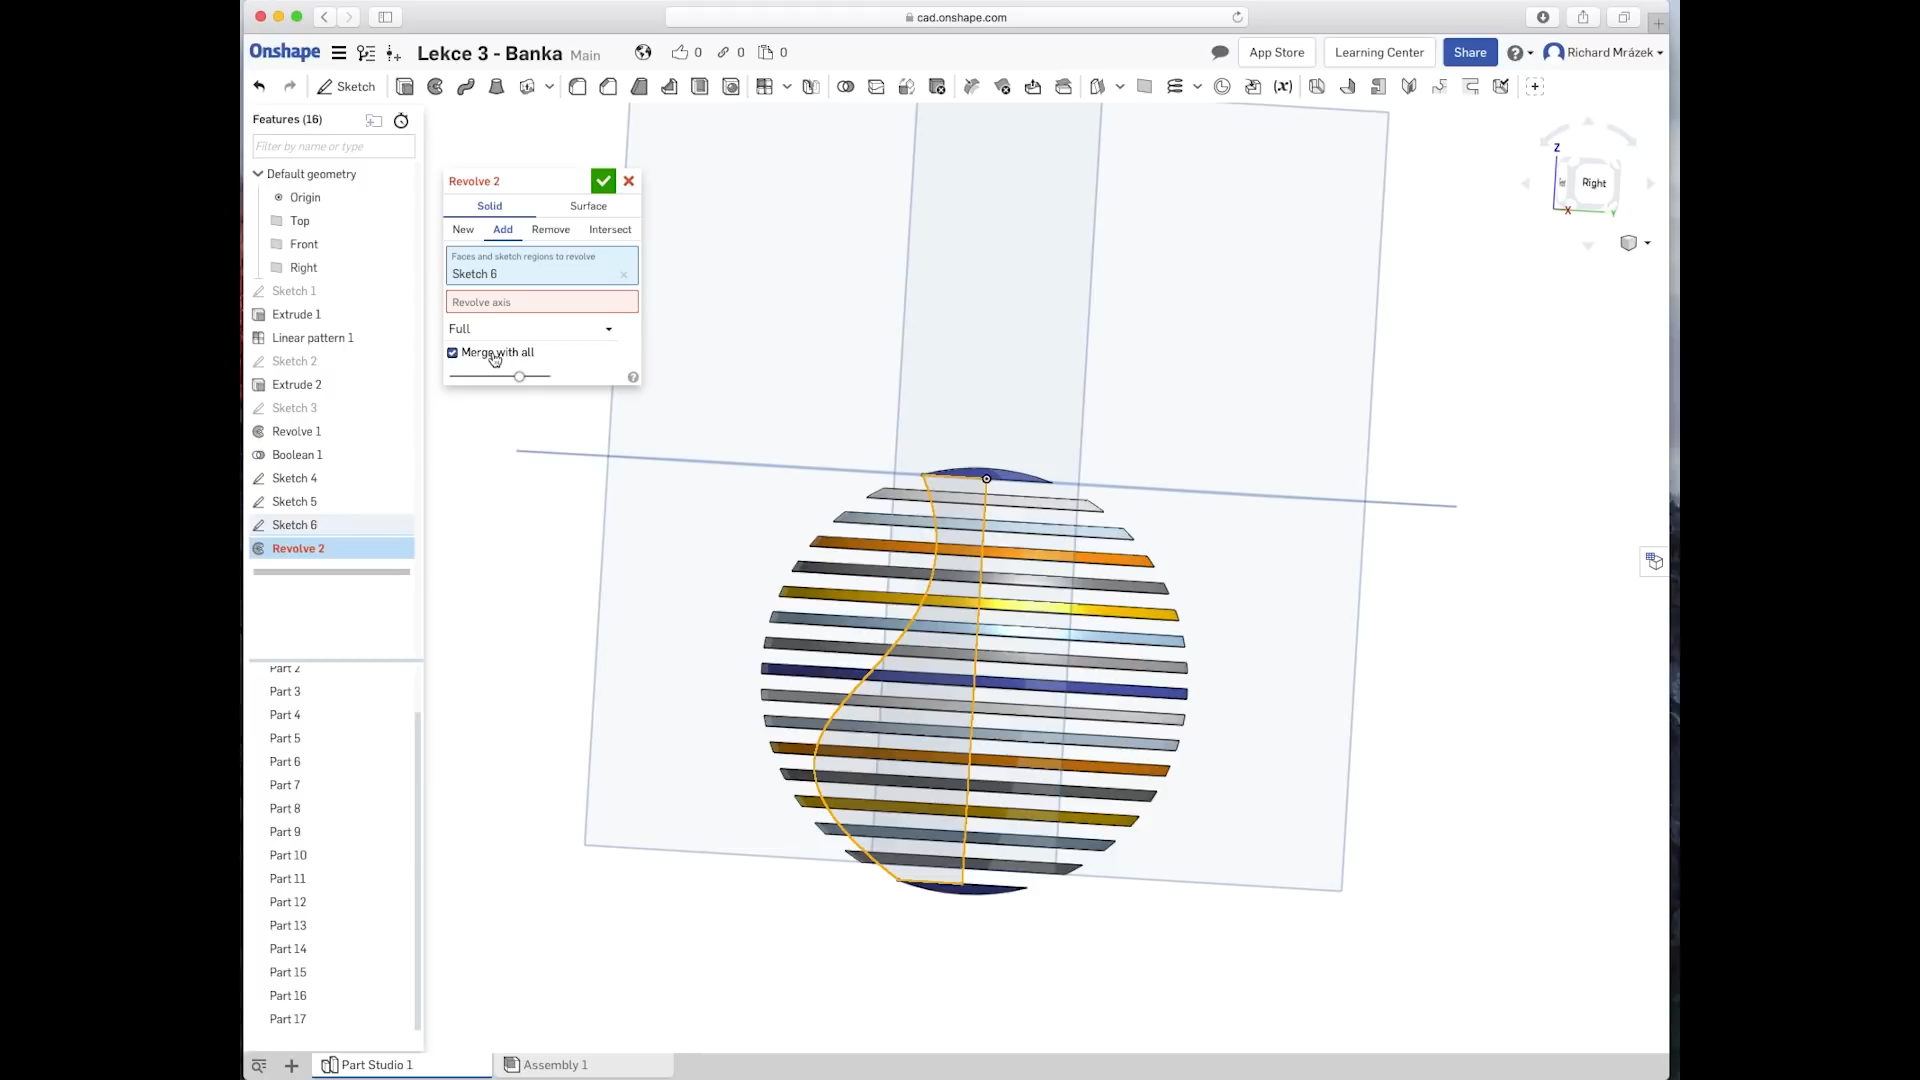 cad.onshape.com
Onshape
Lekce 3 - Banka Main
0
0
0
App Store
Learning Center
Share
Richard Mrázek
Sketch
(x)
Features (16)
Filter by name or type
Default geometry
Origin
Top
Front
Right
Sketch 1
Extrude 1
Linear pattern 1
Sketch 2
Extrude 2
Sketch 3
Revolve 1
Boolean 1
Sketch 4
Sketch 5
Sketch 6
Revolve 2
Part 2
Part 3
Part 4
Part 5
Part 6
Part 7
Part 8
Part 9
Part 10
Part 11
Part 12
Part 13
Part 14
Part 15
Part 16
Part 17
Revolve 2
Solid Surface
New Add Remove Intersect
Faces and sketch regions to revolve
Sketch 6
Revolve axis
Full
Merge with all
Z
Right
X
Y
Part Studio 1
Assembly 1